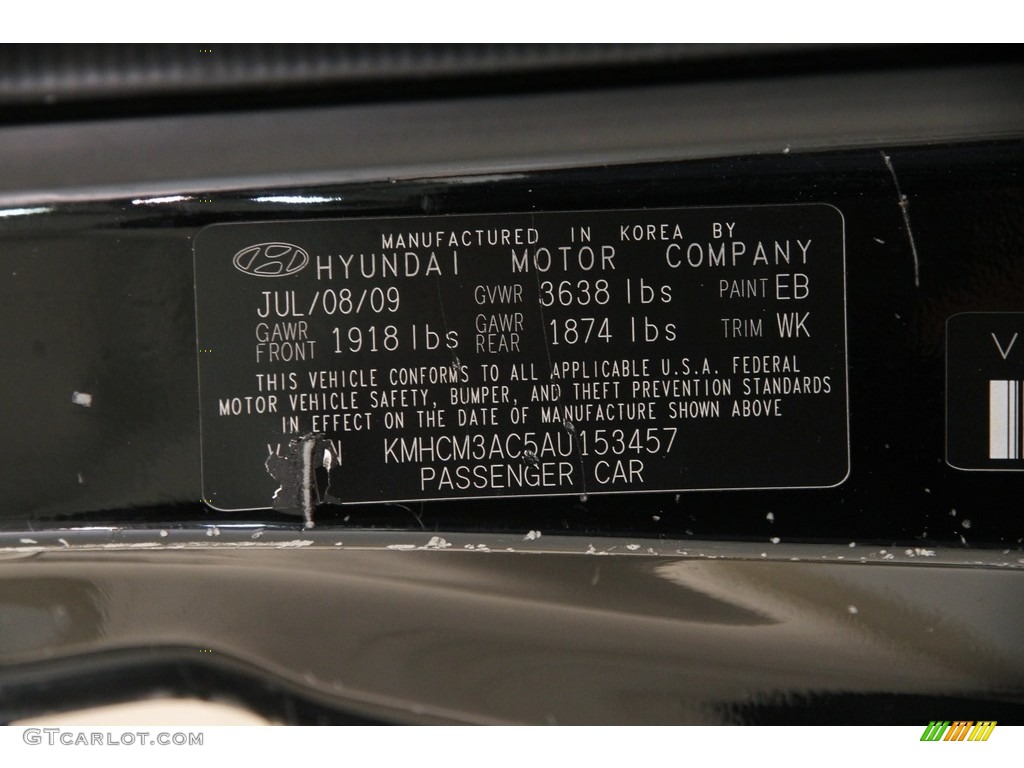 MANUFACTURED IN KOREA BY
HYUNDAI MOTOR COMPANY
JUL/08/09 GVWR 3638 lbs PAINT EB
GAWR FRONT 1918 lbs GAWR REAR 1874 lbs TRIM WK
THIS VEHICLE CONFORMS TO ALL APPLICABLE U.S.A. FEDERAL
MOTOR VEHICLE SAFETY, BUMPER, AND THEFT PREVENTION STANDARDS
IN EFFECT ON THE DATE OF MANUFACTURE SHOWN ABOVE
KMHCM3AC5AU153457
PASSENGER CAR
V
GTCarlot.com